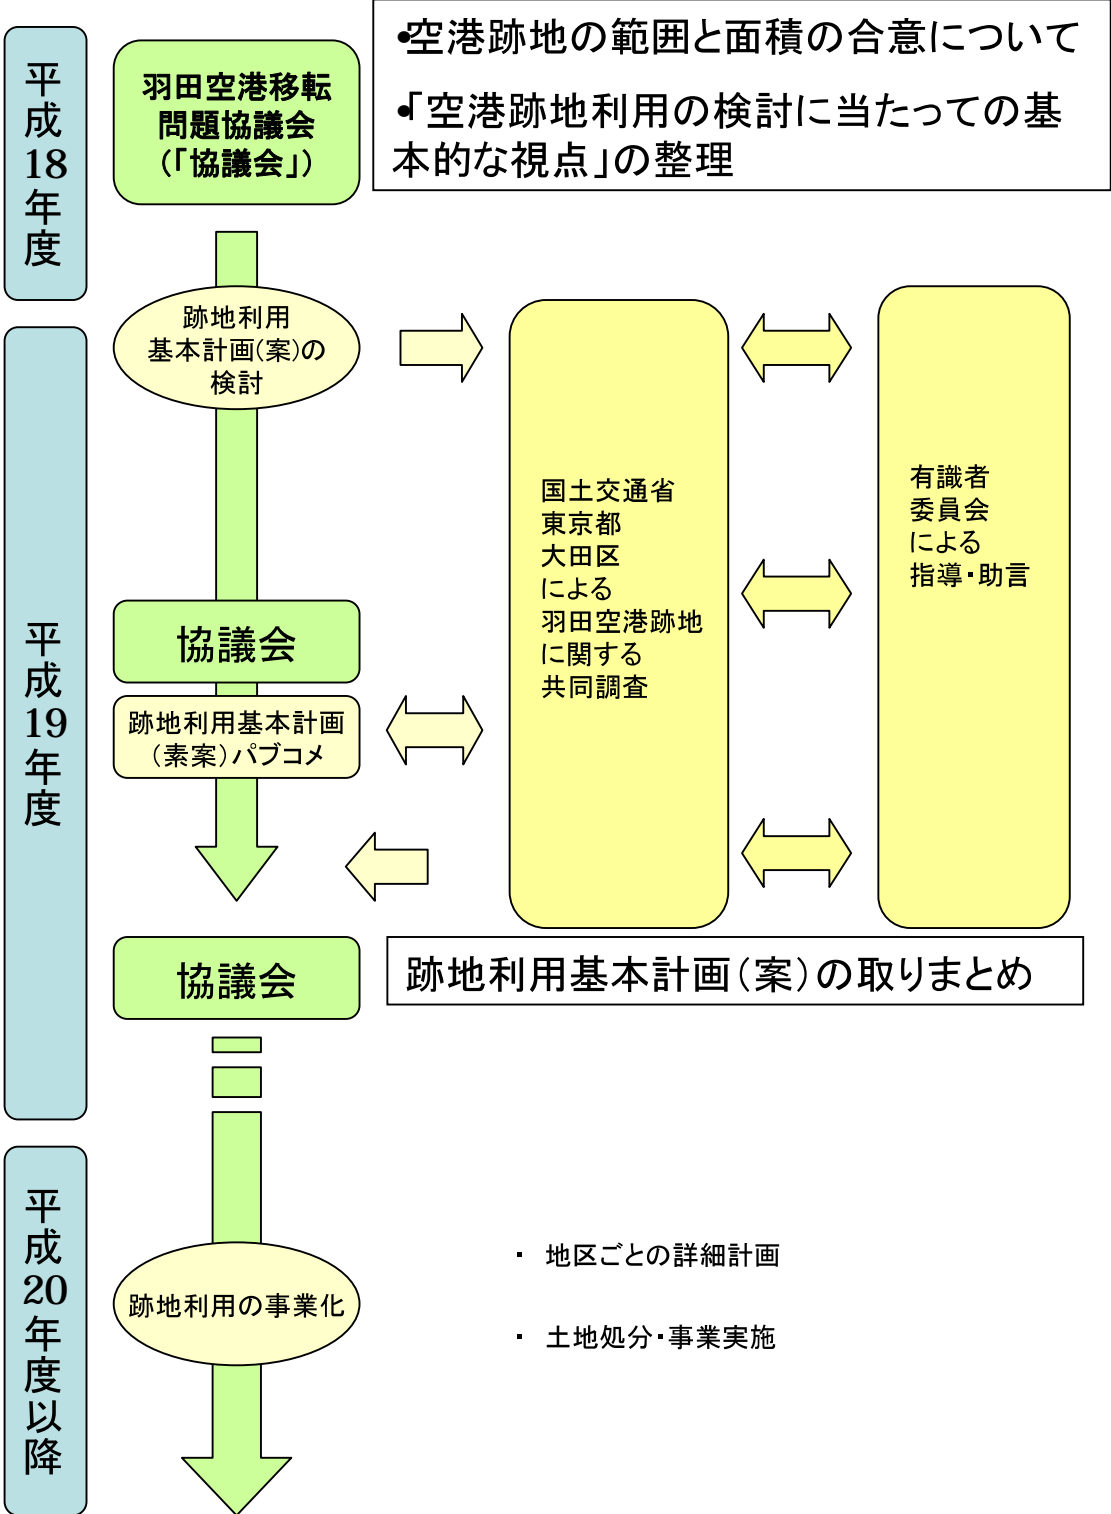 平成18年度
羽田空港移転
問題協議会
(「協議会」)
•空港跡地の範囲と面積の合意について
•「空港跡地利用の検討に当たっての基
本的な視点」の整理
平成19年度
跡地利用
基本計画(案)の
検討
国土交通省
東京都
大田区
による
羽田空港跡地
に関する
共同調査
有識者
委員会
による
指導・助言
協議会
跡地利用基本計画
(素案)パブコメ
協議会
跡地利用基本計画(案)の取りまとめ
平成20年度以降
跡地利用の事業化
・ 地区ごとの詳細計画
・ 土地処分・事業実施